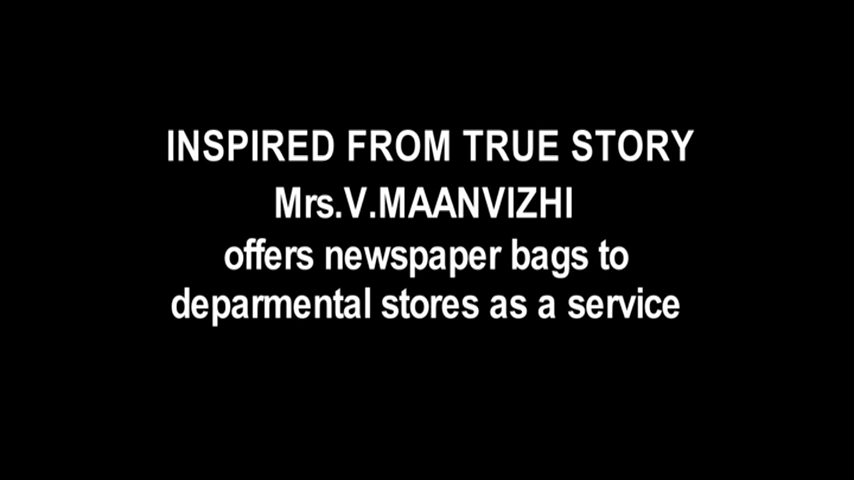 INSPIRED FROM TRUE STORY
Mrs.V.MAANVIZHI
offers newspaper bags to
deparmental stores as a service